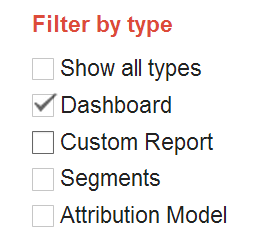 Filter by type
Show all types
Dashboard
Custom Report
Segments
Attribution Model